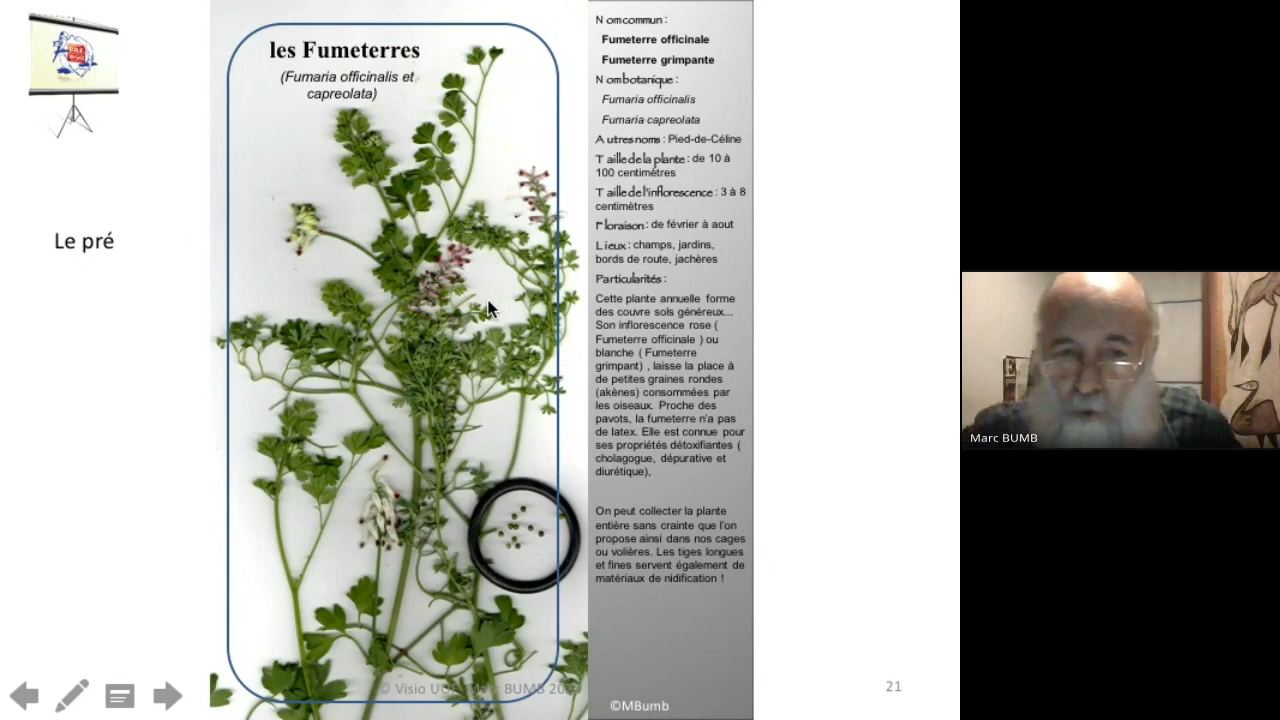 les Fumeterres
(Fumaria officinalis et
capreolata)
Le pré
Nom commun :
Fumeterre officinale
Fumeterre grimpante
Nom botanique :
Fumaria officinalis
Fumaria capreolata
Autres noms : Pied-de-Céline
Taille de la plante : de 10 à
100 centimètres
Taille de l'inflorescence : 3 à 8
centimètres
Floraison : de février à aout
Lieux : champs, jardins,
bords de route, jachères
Particularités :
Cette plante annuelle forme
des couvre sols généreux...
Son inflorescence rose (
Fumeterre officinale ) ou
blanche ( Fumeterre
grimpant) , laisse la place à
de petites graines rondes
(akènes) consommées par
les oiseaux. Proche des
pavots, la fumeterre n'a pas
de latex. Elle est connue pour
ses propriétés détoxifiantes (
cholagogue, dépurative et
diurétique),
On peut collecter la plante
entière sans crainte que l'on
propose ainsi dans nos cages
ou volières. Les tiges longues
et fines servent également de
matériaux de nidification !
© Visio
BUMB
©MBumb
21
Marc BUMB